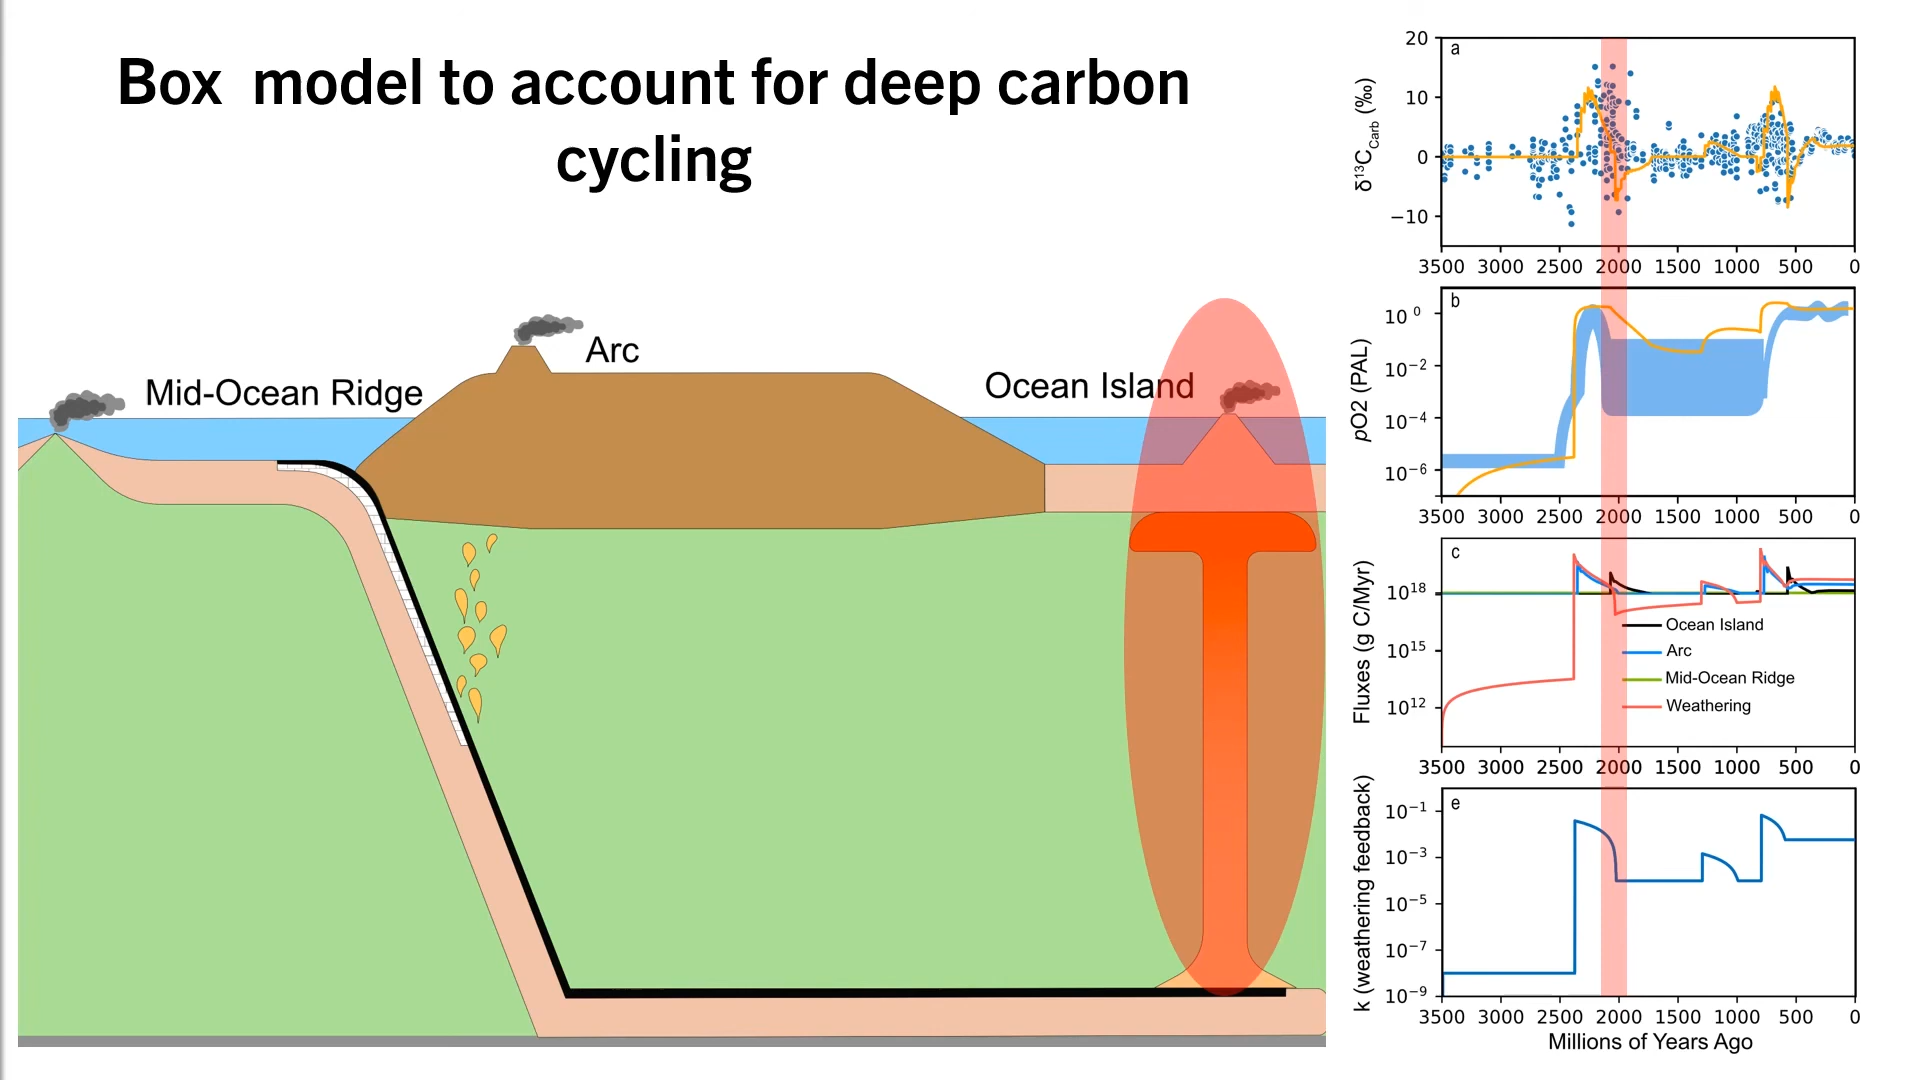 Box  model to account for deep carbon
cycling
Mid-Ocean Ridge
Arc
Ocean Island
a
20
10
0
−10
δ¹³C_Carb (‰)
3500 3000 2500 2000 1500 1000 500 0
b
10⁰
10⁻²
10⁻⁴
10⁻⁶
pO2 (PAL)
3500 3000 2500 2000 1500 1000 500 0
c
10¹⁸
10¹⁵
10¹²
Fluxes (g C/Myr)
Ocean Island
Arc
Mid-Ocean Ridge
Weathering
3500 3000 2500 2000 1500 1000 500 0
e
10⁻¹
10⁻³
10⁻⁵
10⁻⁷
10⁻⁹
k (weathering feedback)
3500 3000 2500 2000 1500 1000 500 0
Millions of Years Ago